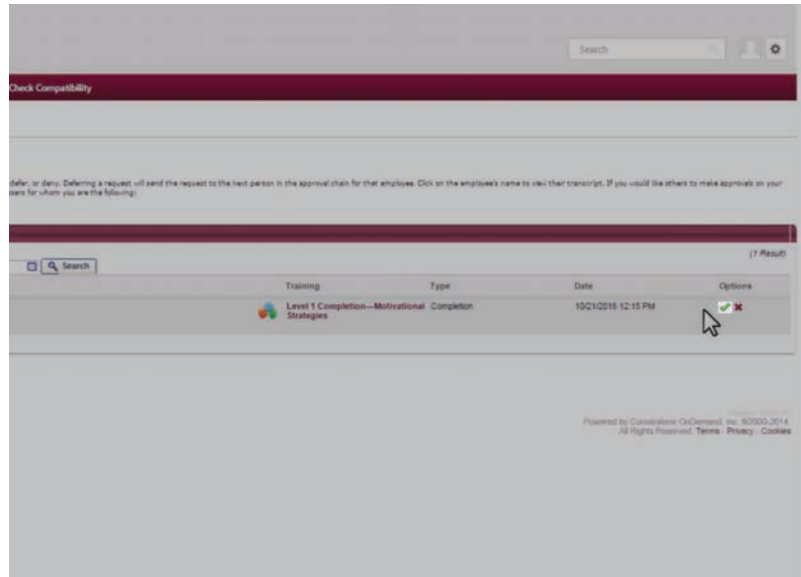 Search
Check Compatibility
defer, or deny. Deferring a request will send the request to the next person in the approval chain for that employee. Click on the employee's name to view their transcript. If you would like others to make approvals on your
users for whom you are the following:
(1 Result)
Search
Training Type Date Options
Level 1 Completion—Motivational Completion 10/21/2016 12:15 PM
Strategies
Powered by Cornerstone OnDemand, Inc. ©2000-2014
All Rights Reserved. Terms - Privacy - Cookies